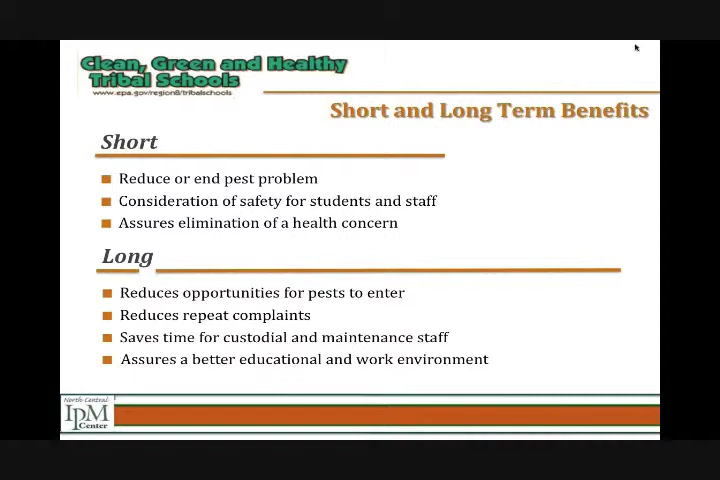 Clean, Green and Healthy
Tribal Schools
www.epa.gov/region8/tribalschools
Short and Long Term Benefits
Short
Reduce or end pest problem
Consideration of safety for students and staff
Assures elimination of a health concern
Long
Reduces opportunities for pests to enter
Reduces repeat complaints
Saves time for custodial and maintenance staff
Assures a better educational and work environment
North Central
IPM
Center